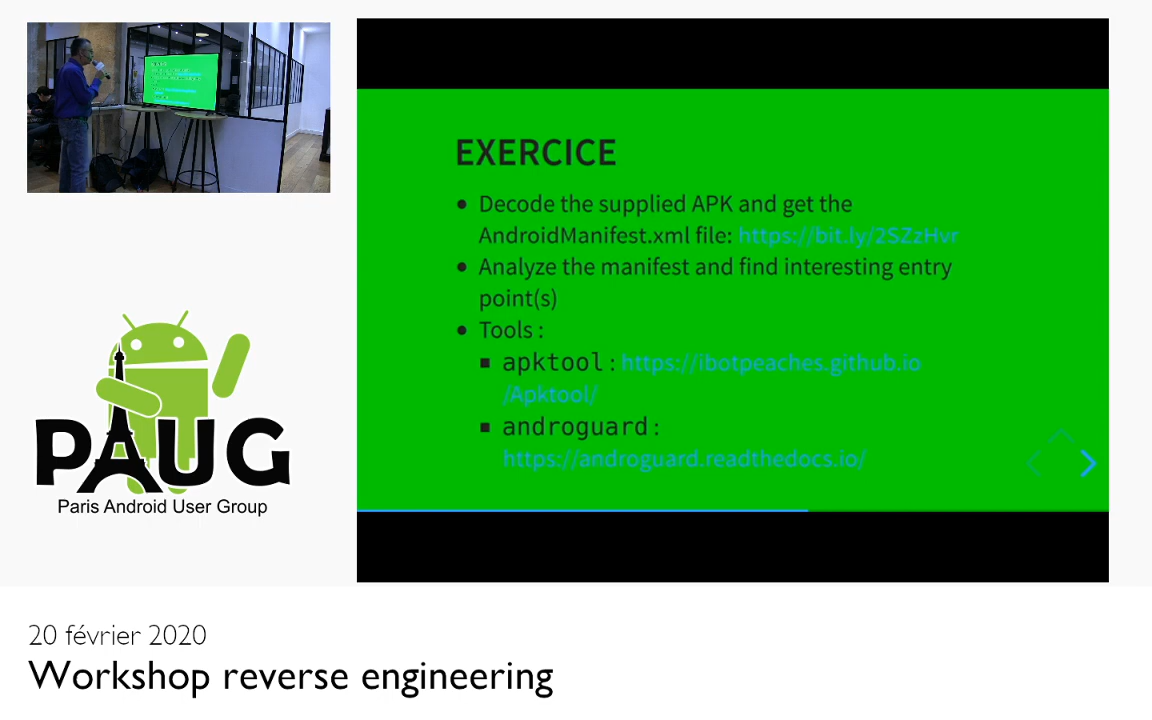 EXERCICE
• Decode the supplied APK and get the
AndroidManifest.xml file: https://bit.ly/2SZzHvr
• Analyze the manifest and find interesting entry
point(s)
• Tools :
▪ apktool : https://ibotpeaches.github.io
/Apktool/
▪ androguard :
https://androguard.readthedocs.io/
PAUG
Paris Android User Group
20 février 2020
Workshop reverse engineering